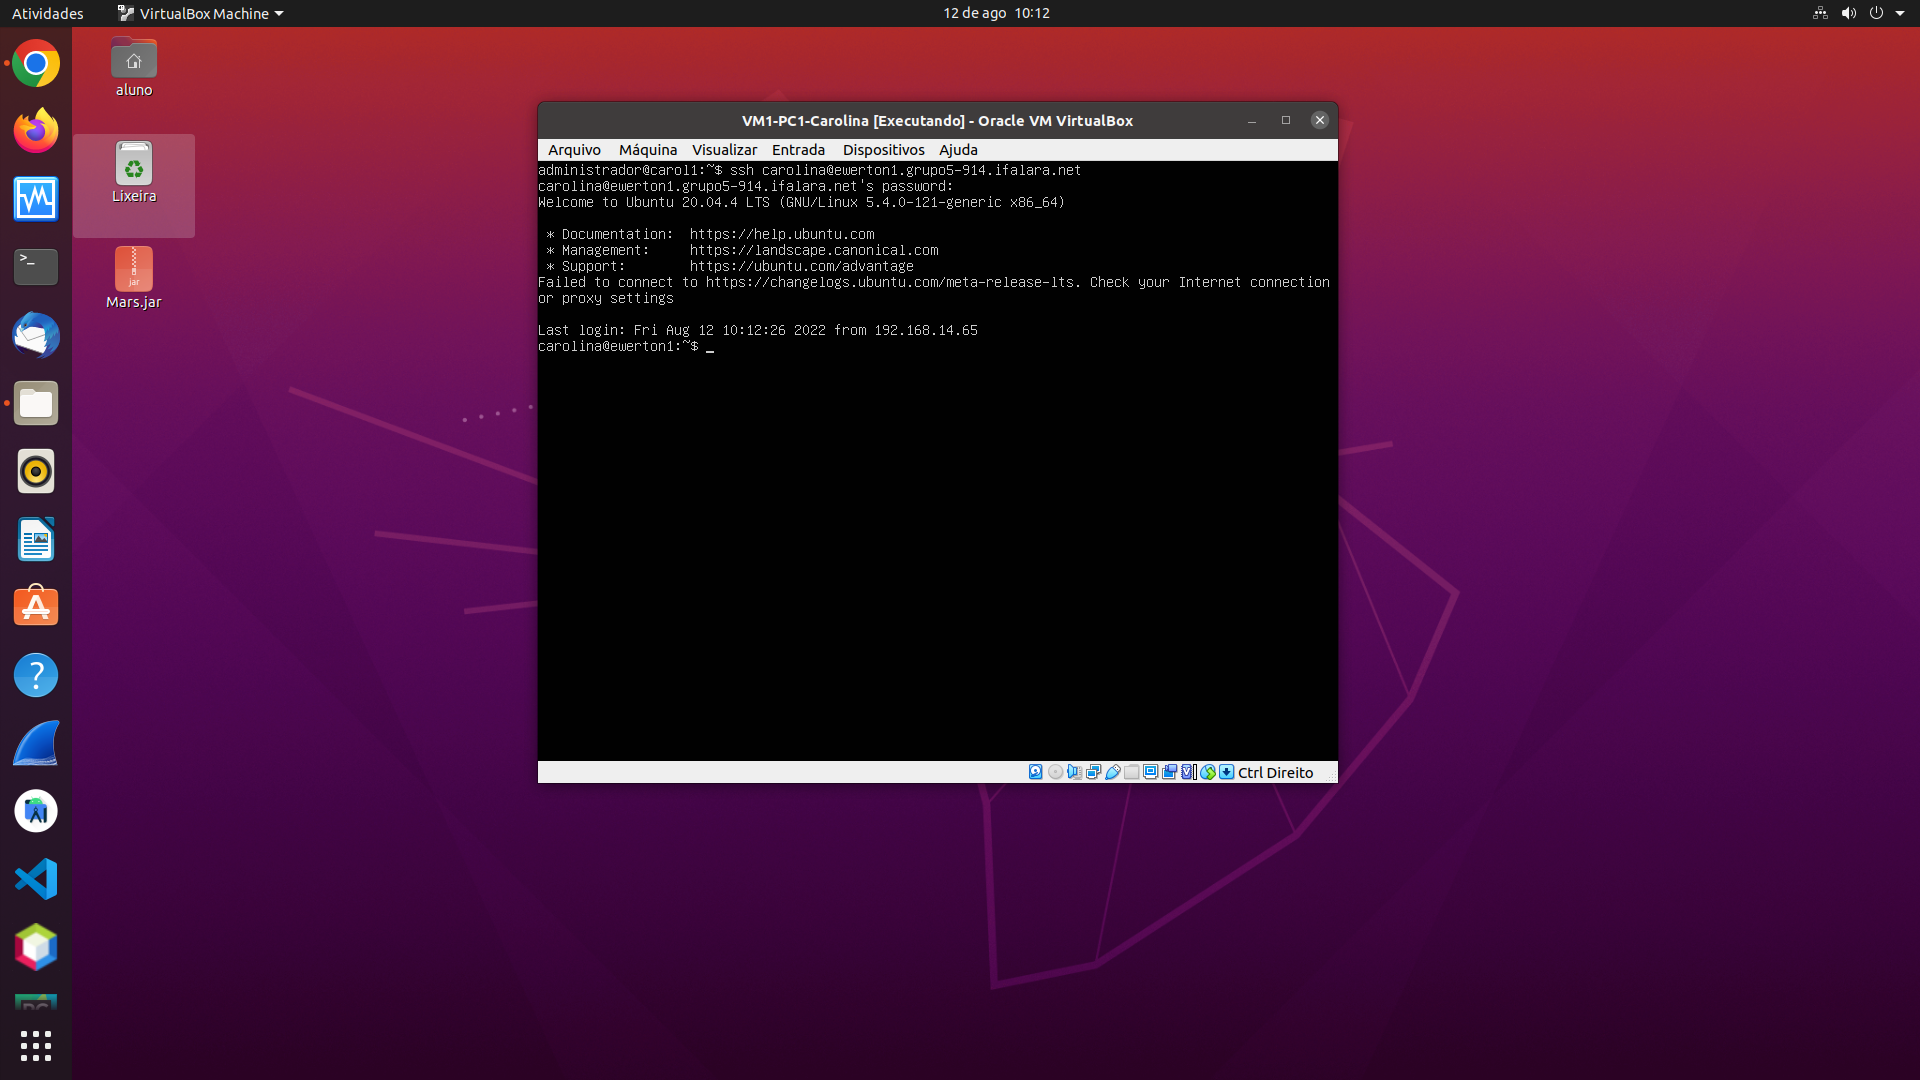 Atividades
VirtualBox Machine
12 de ago 10:12
aluno
Lixeira
jar
Mars.jar
VM1-PC1-Carolina [Executando] - Oracle VM VirtualBox
Arquivo Máquina Visualizar Entrada Dispositivos Ajuda
administrador@carol1:~$ ssh carolina@ewerton1.grupo5-914.ifalara.net
carolina@ewerton1.grupo5-914.ifalara.net's password:
Welcome to Ubuntu 20.04.4 LTS (GNU/Linux 5.4.0-121-generic x86_64)
* Documentation: https://help.ubuntu.com
* Management: https://landscape.canonical.com
* Support: https://ubuntu.com/advantage
Failed to connect to https://changelogs.ubuntu.com/meta-release-lts. Check your Internet connection
or proxy settings
Last login: Fri Aug 12 10:12:26 2022 from 192.168.14.65
carolina@ewerton1:~$ _
Ctrl Direito